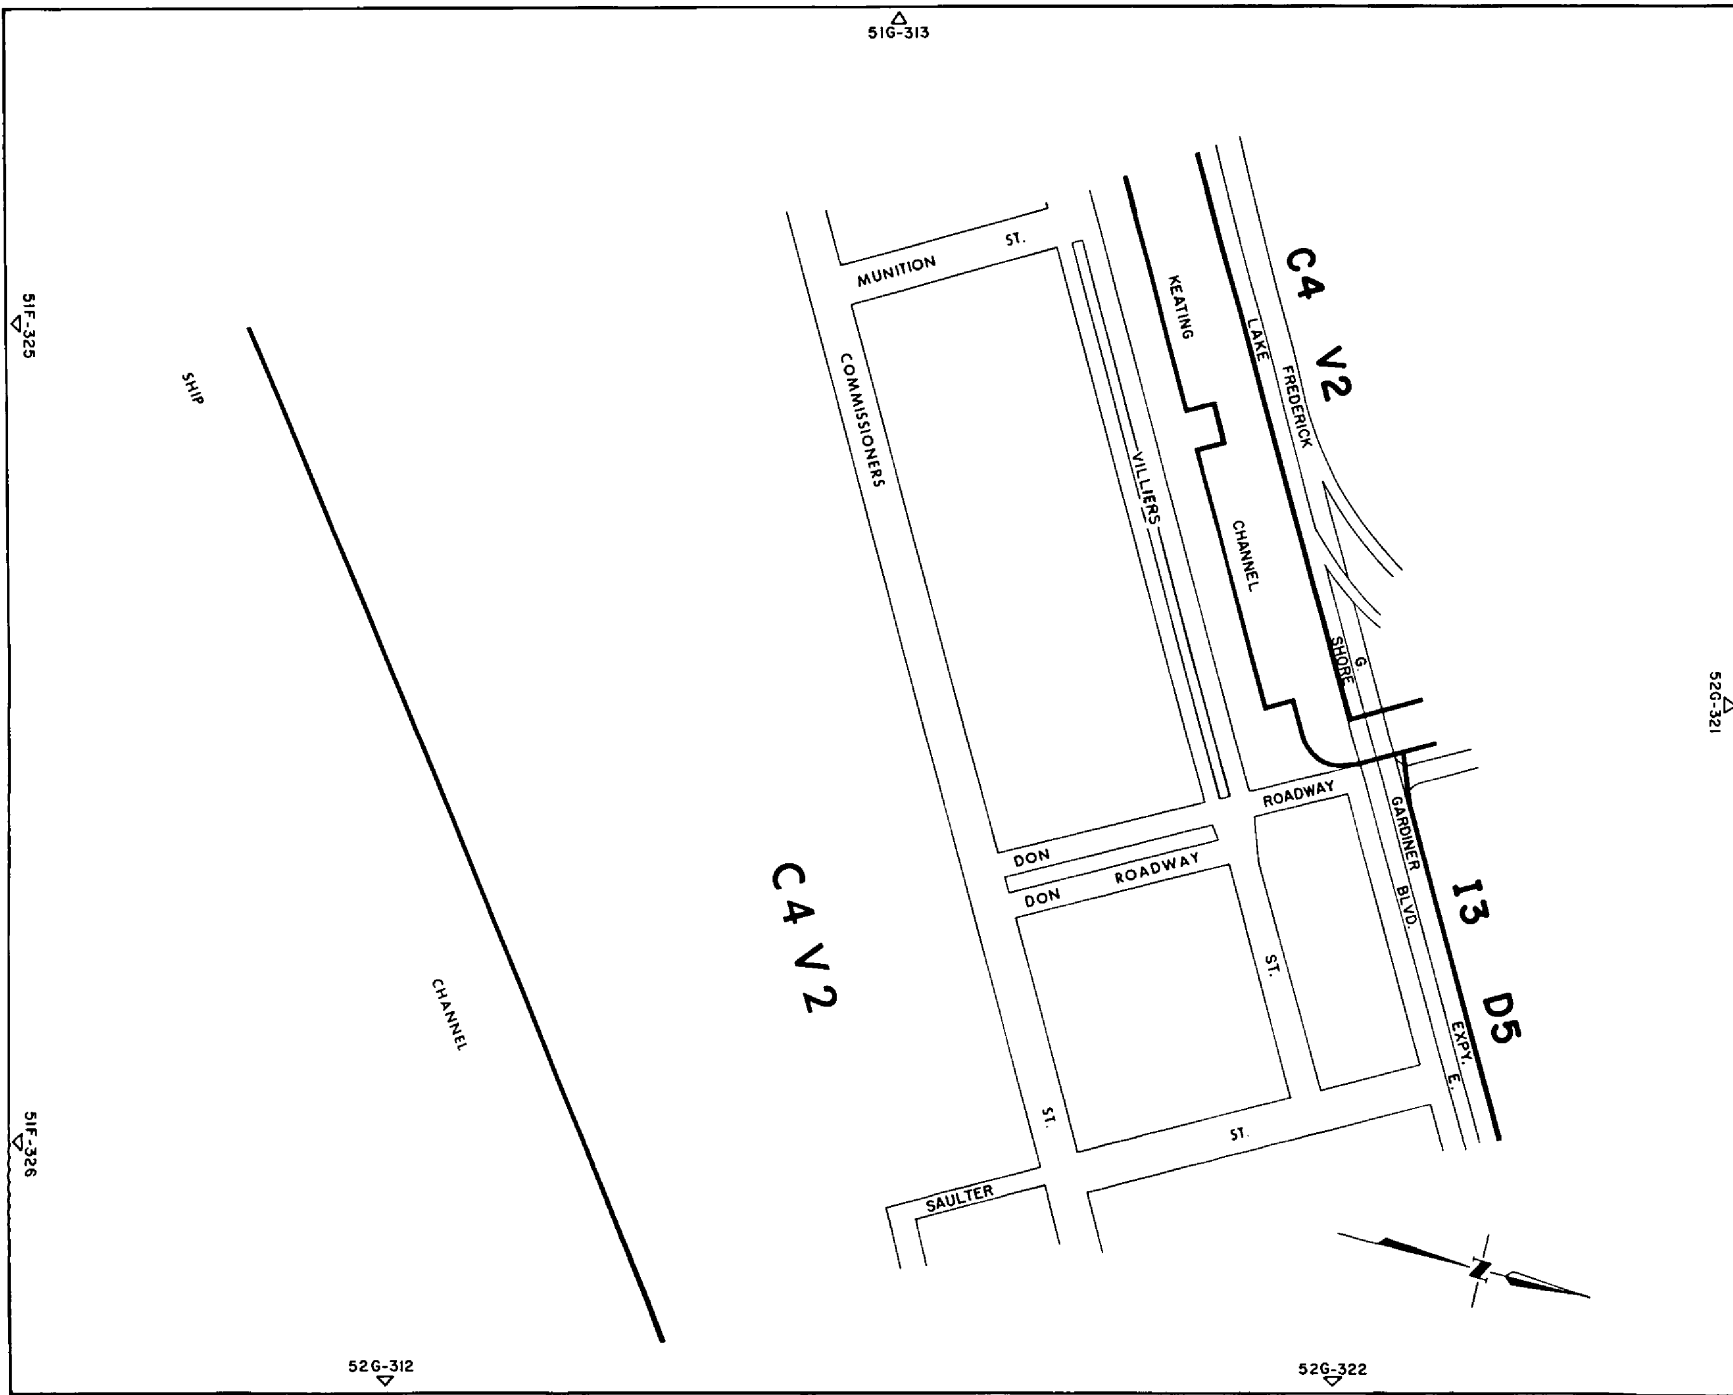 51G-313
51F-325
51F-326
52G-312
52G-322
52G-321
MUNITION ST.
COMMISSIONERS ST.
VILLIERS ST.
KEATING CHANNEL
LAKE SHORE BLVD. E.
FREDERICK G. GARDINER EXPY.
C4 V2
C4 V2
I3 D5
SHIP CHANNEL
DON ROADWAY
DON ROADWAY
SAULTER ST.
N